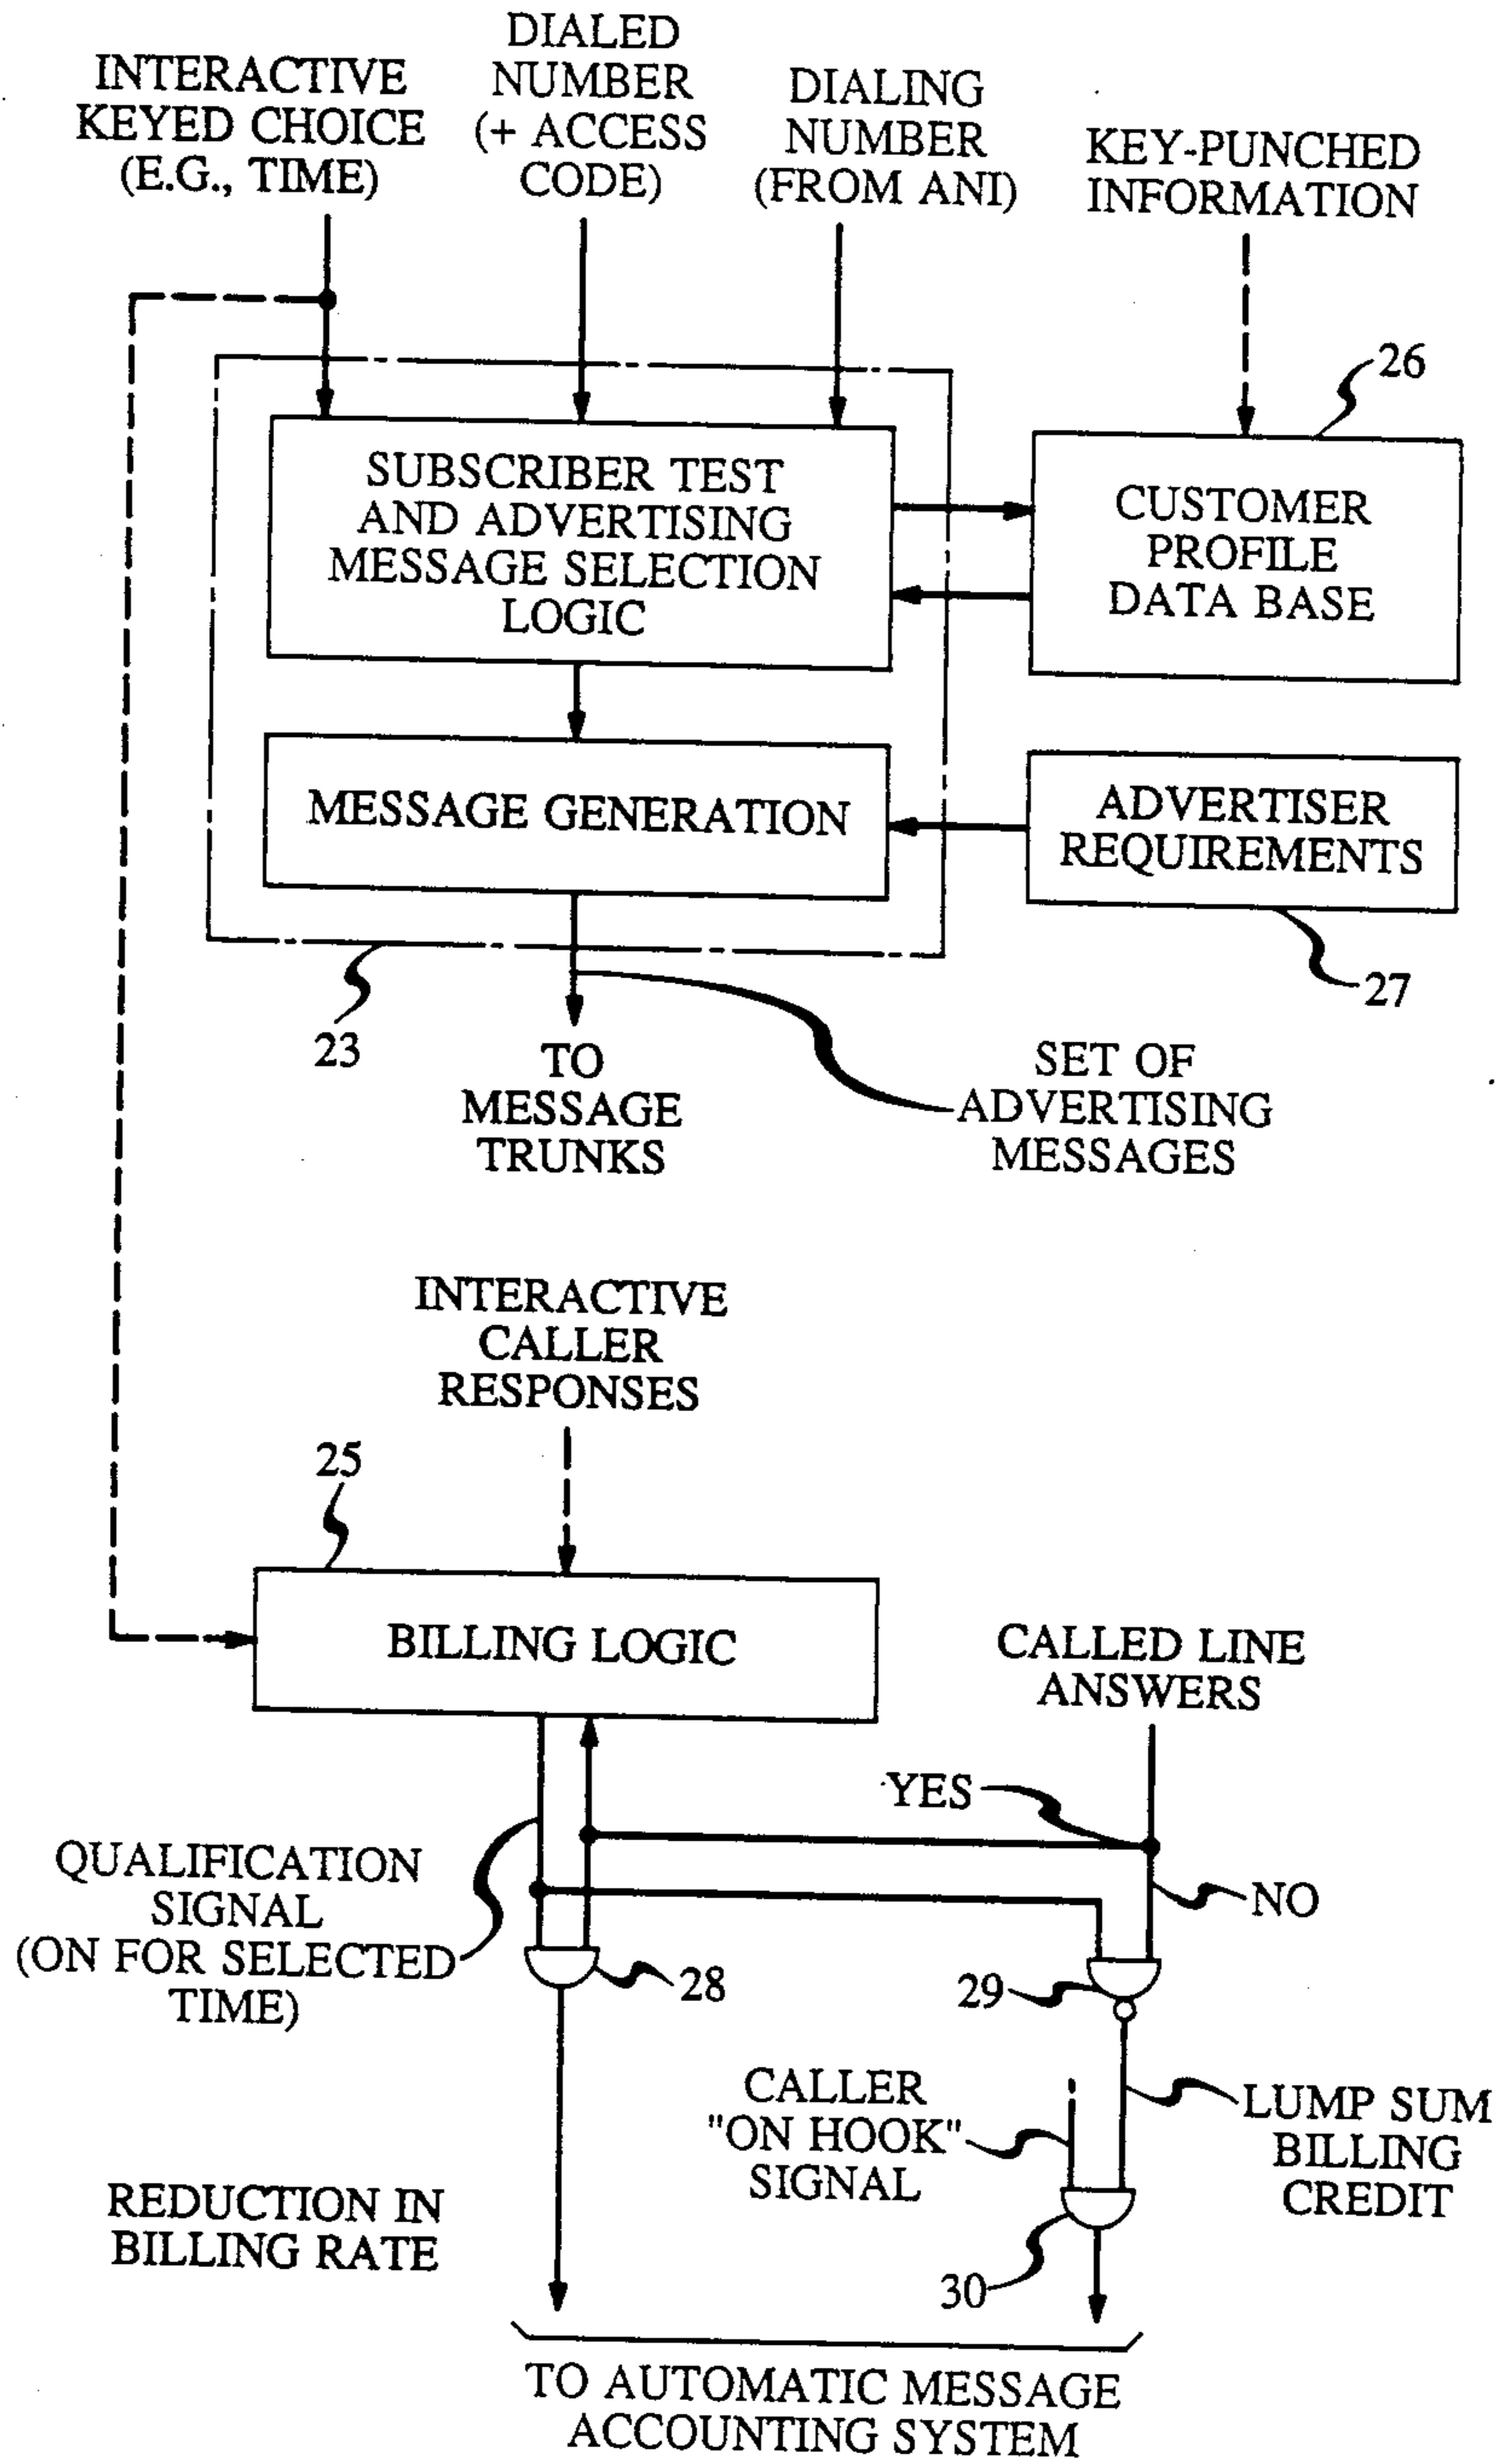 INTERACTIVE
KEYED CHOICE
(E.G., TIME)
DIALED
NUMBER
(+ ACCESS
CODE)
DIALING
NUMBER
(FROM ANI)
KEY-PUNCHED
INFORMATION
26
SUBSCRIBER TEST
AND ADVERTISING
MESSAGE SELECTION
LOGIC
CUSTOMER
PROFILE
DATA BASE
MESSAGE GENERATION
ADVERTISER
REQUIREMENTS
23
27
TO
MESSAGE
TRUNKS
SET OF
ADVERTISING
MESSAGES
INTERACTIVE
CALLER
RESPONSES
25
BILLING LOGIC
CALLED LINE
ANSWERS
YES
NO
QUALIFICATION
SIGNAL
(ON FOR SELECTED
TIME)
28
29
CALLER
"ON HOOK"
SIGNAL
LUMP SUM
BILLING
CREDIT
REDUCTION IN
BILLING RATE
30
TO AUTOMATIC MESSAGE
ACCOUNTING SYSTEM